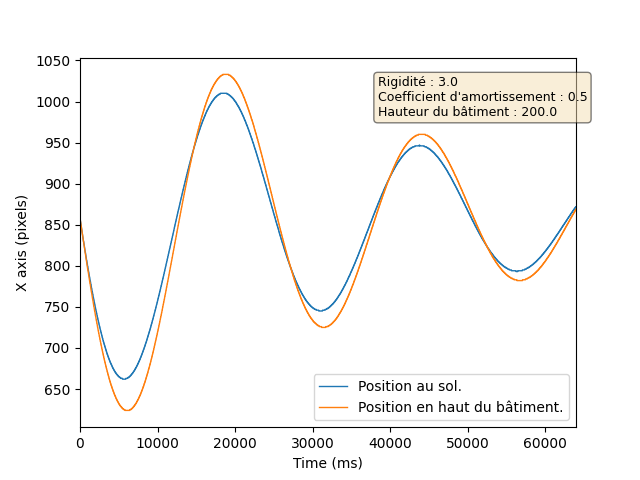 1050
1000
950
900
850
800
750
700
650
X axis (pixels)
Rigidité : 3.0
Coefficient d'amortissement : 0.5
Hauteur du bâtiment : 200.0
Position au sol.
Position en haut du bâtiment.
0 10000 20000 30000 40000 50000 60000
Time (ms)